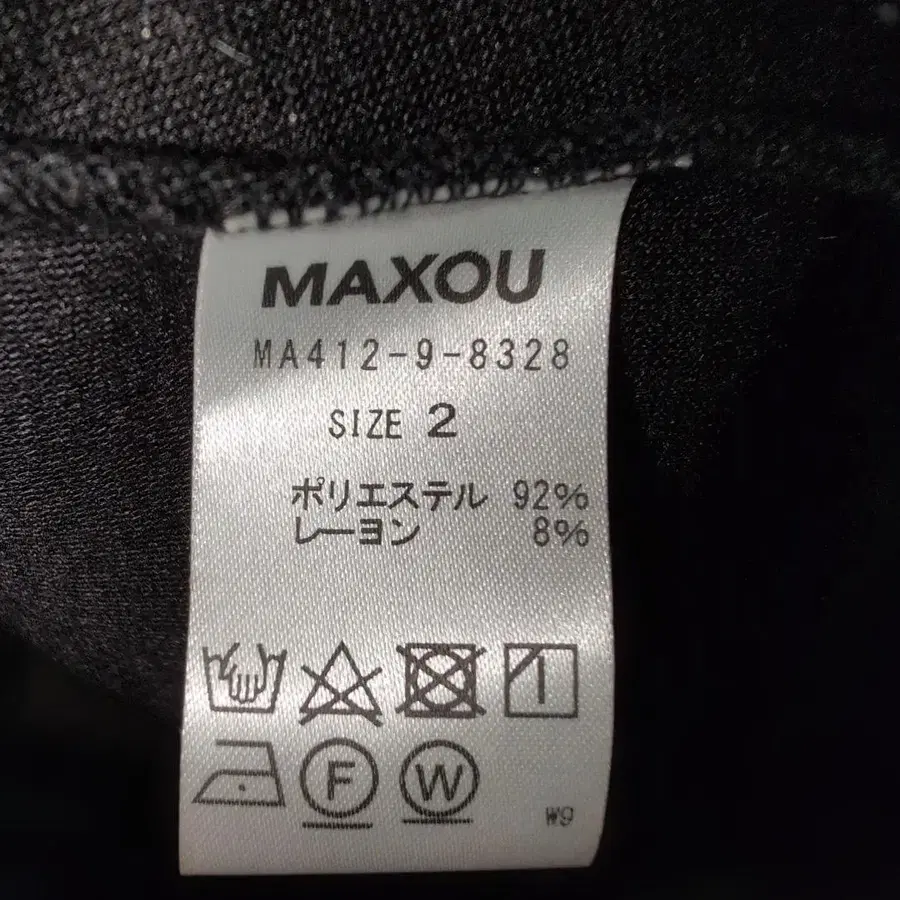 MAXOU
MA412-9-8328
SIZE 2
ポリエステル 92%
レーヨン 8%
F W
W9